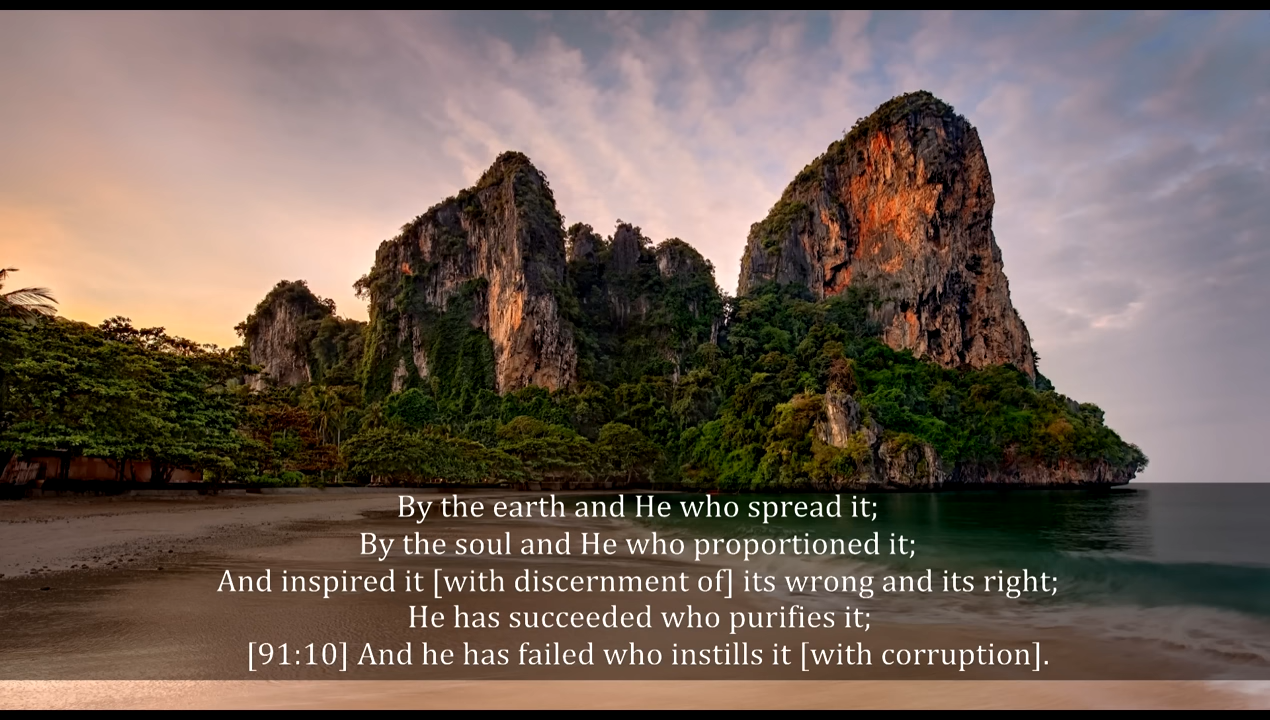 By the earth and He who spread it;
By the soul and He who proportioned it;
And inspired it [with discernment of] its wrong and its right;
He has succeeded who purifies it;
[91:10] And he has failed who instills it [with corruption].